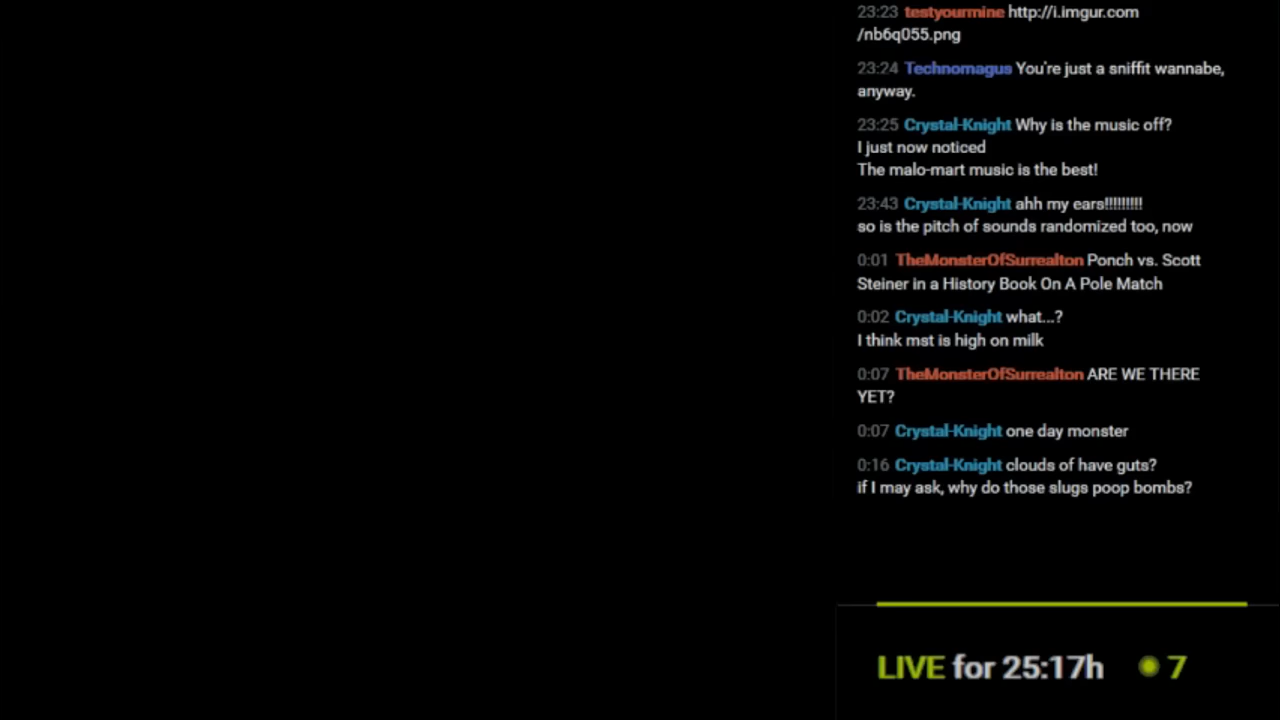 23:23 testyourmine http://i.imgur.com
/nb6q055.png
23:24 Technomagus You're just a sniffit wannabe,
anyway.
23:25 Crystal-Knight Why is the music off?
I just now noticed
The malo-mart music is the best!
23:43 Crystal-Knight ahh my ears!!!!!!!!!
so is the pitch of sounds randomized too, now
0:01 TheMonsterOfSurrealton Ponch vs. Scott
Steiner in a History Book On A Pole Match
0:02 Crystal-Knight what...?
I think mst is high on milk
0:07 TheMonsterOfSurrealton ARE WE THERE
YET?
0:07 Crystal-Knight one day monster
0:16 Crystal-Knight clouds of have guts?
if I may ask, why do those slugs poop bombs?
LIVE for 25:17h 7